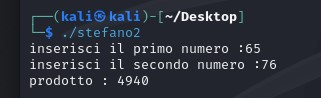 ┌──(kali㉿kali)-[~/Desktop]
└─$ ./stefano2
inserisci il primo numero :65
inserisci il secondo numero :76
prodotto : 4940